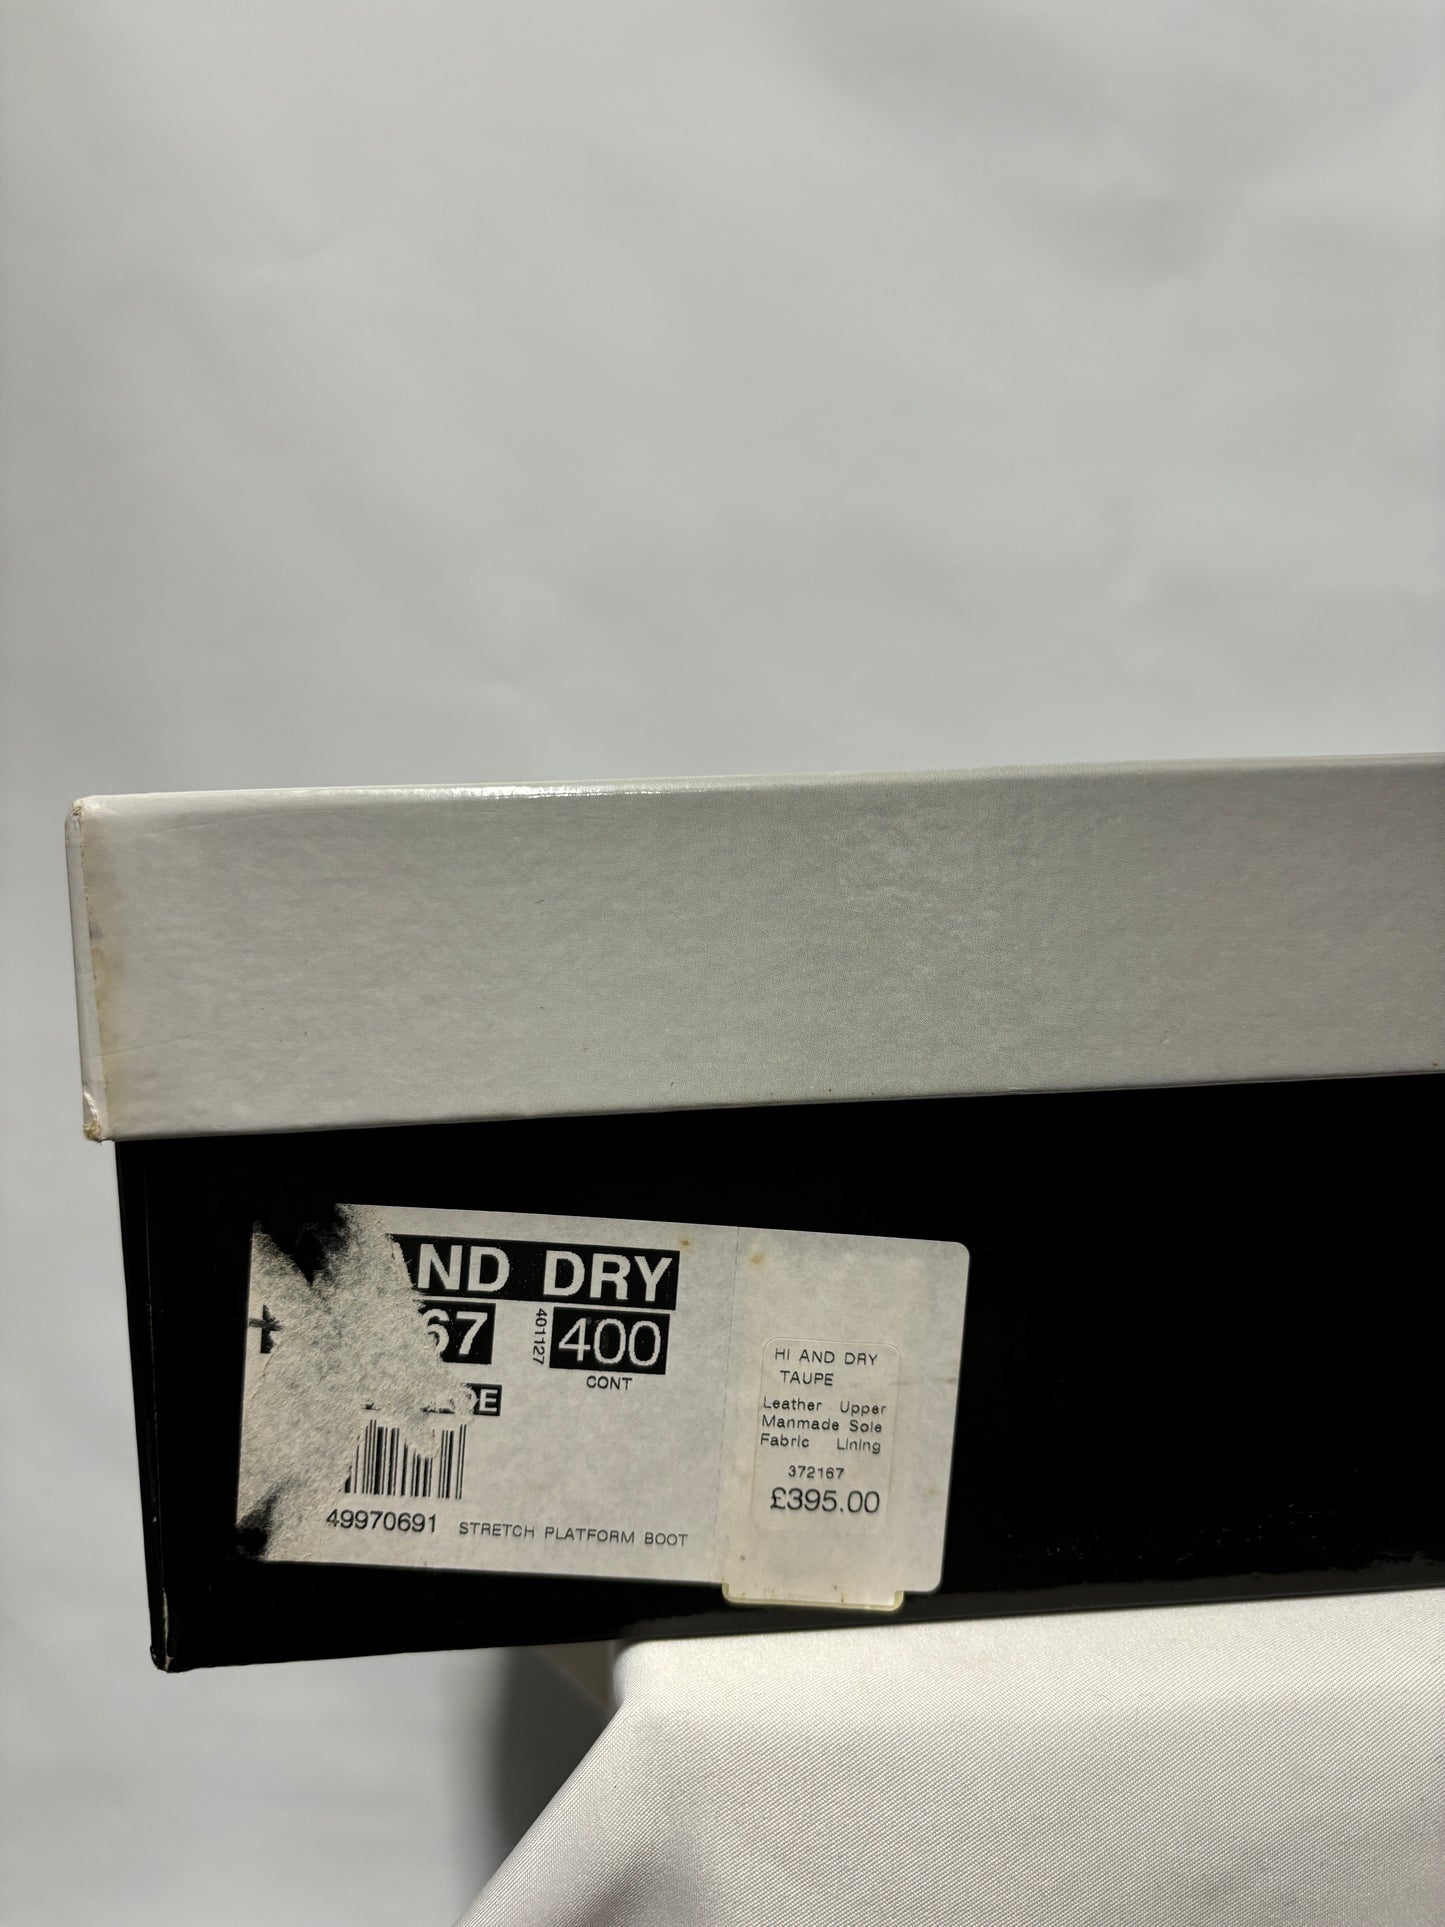 AND DRY
67
401127
400
CONT
49970691 STRETCH PLATFORM BOOT
HI AND DRY
TAUPE
Leather Upper
Manmade Sole
Fabric Lining
372167
£395.00